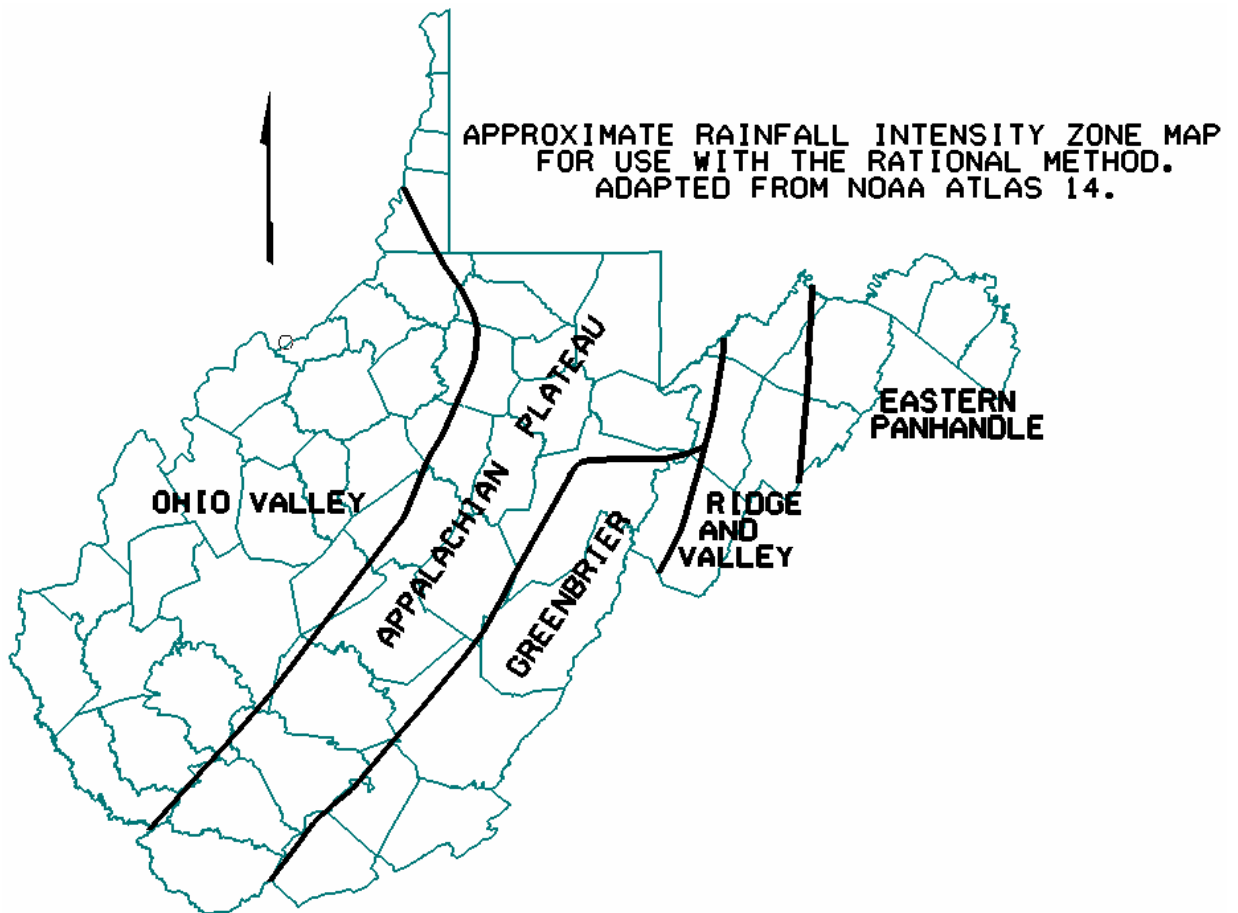 APPROXIMATE RAINFALL INTENSITY ZONE MAP
FOR USE WITH THE RATIONAL METHOD.
ADAPTED FROM NOAA ATLAS 14.
OHIO VALLEY
APPALACHIAN PLATEAU
GREENBRIER
RIDGE
AND
VALLEY
EASTERN
PANHANDLE